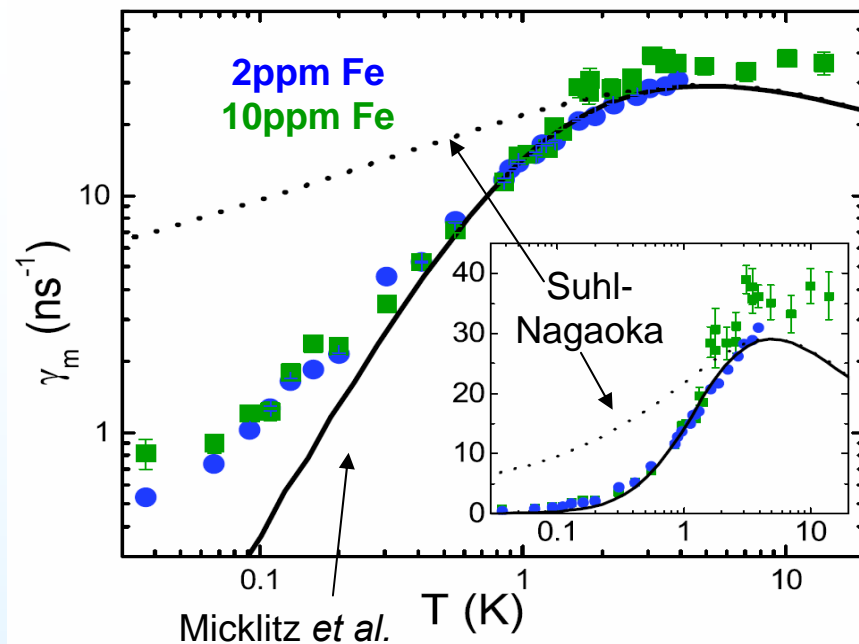 2ppm Fe
10ppm Fe
10
1
γm (ns-1)
0.1
1
10
T (K)
Suhl-
Nagaoka
40
30
20
10
0
0.1
1
10
Micklitz et al.